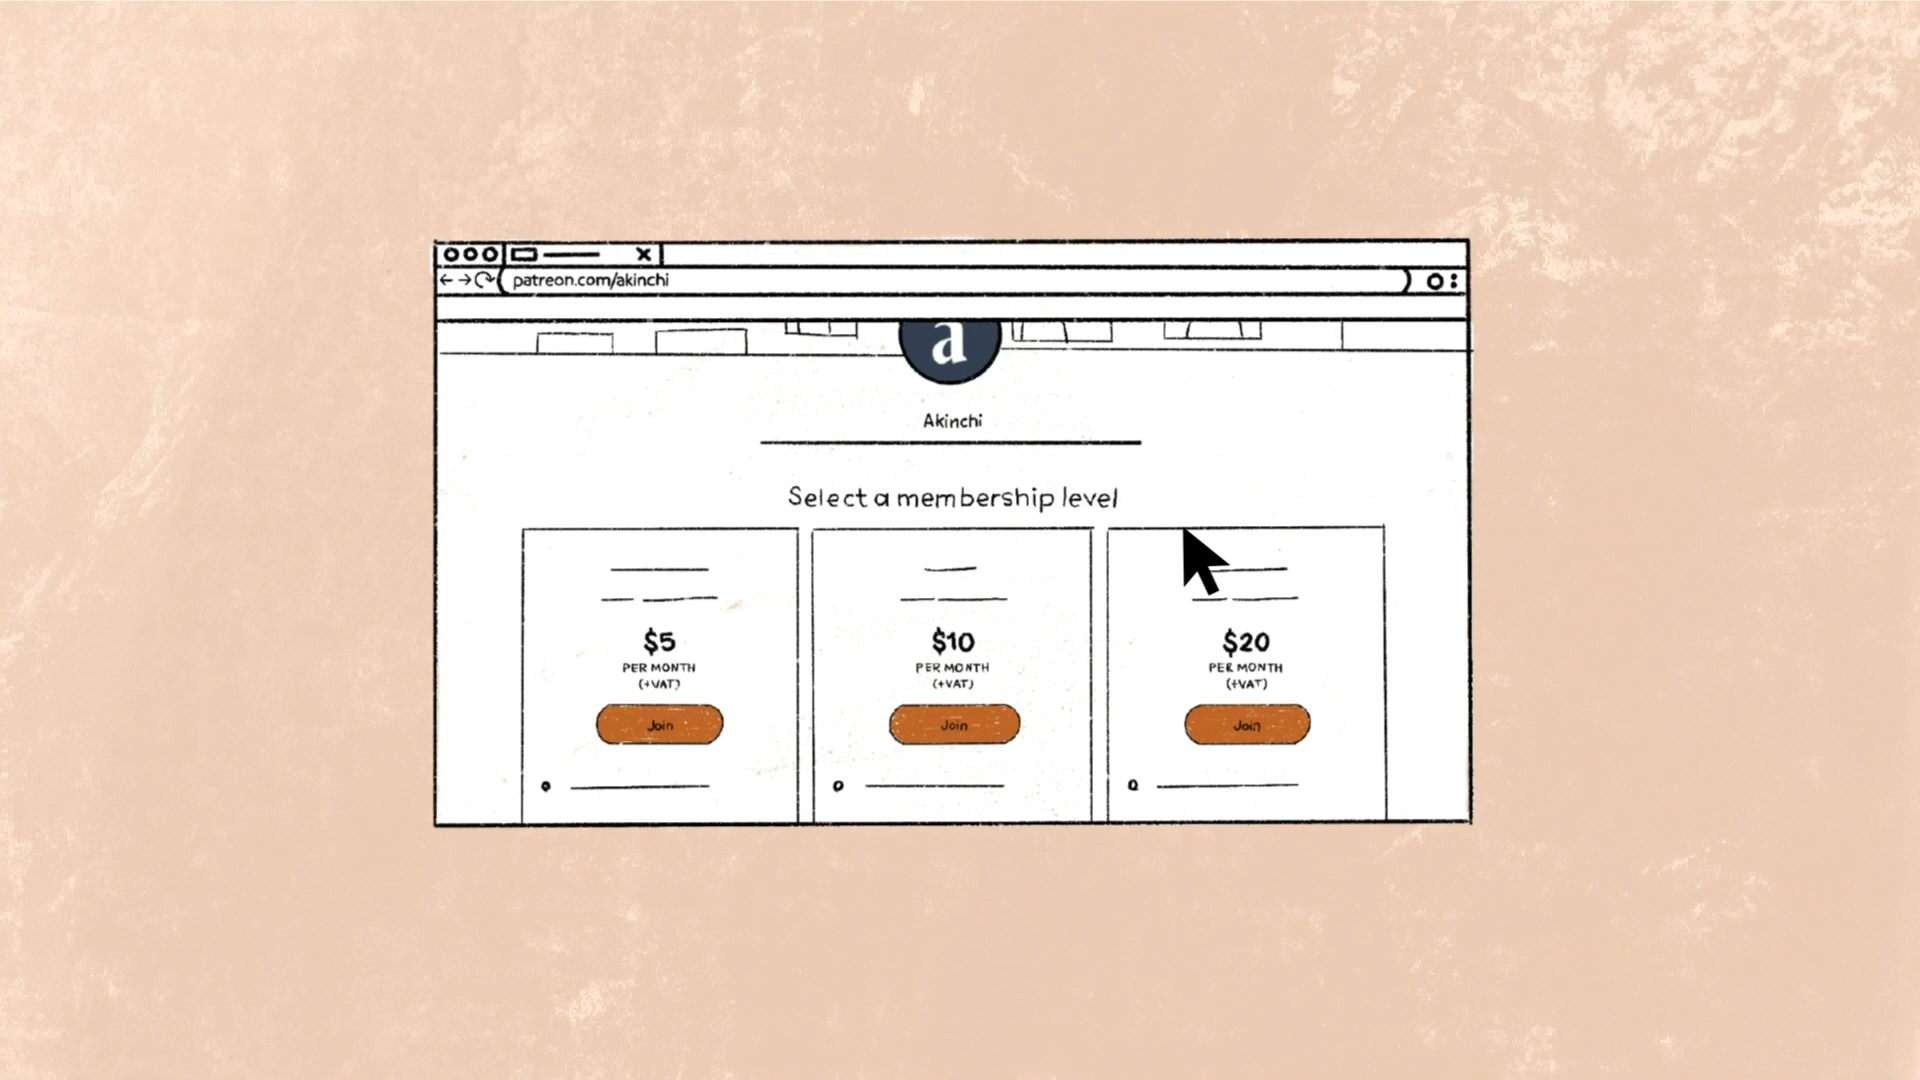 patreon.com/akinchi
a
Akinchi
Select a membership level
$5
PER MONTH
(+VAT)
Join
$10
PER MONTH
(+VAT)
Join
$20
PER MONTH
(+VAT)
Join